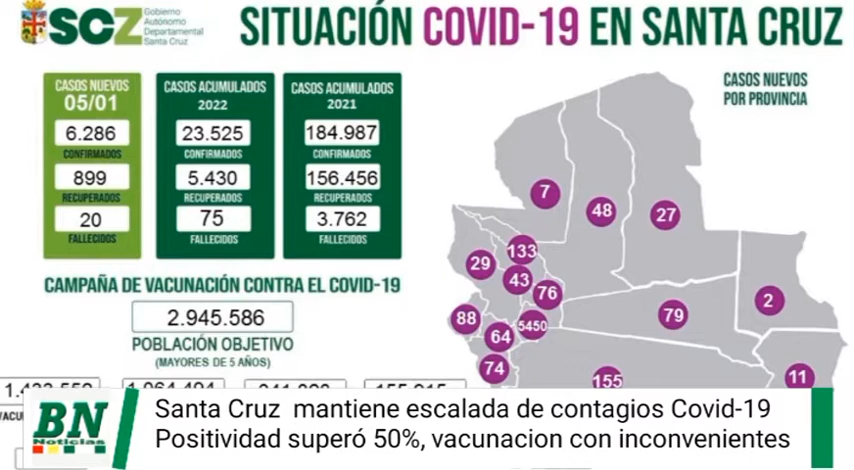 SCZ
Gobierno
Autónomo
Departamental
Santa Cruz
SITUACIÓN COVID-19 EN SANTA CRUZ
CASOS NUEVOS
05/01
6.286
CONFIRMADOS
899
RECUPERADOS
20
FALLECIDOS
CASOS ACUMULADOS
2022
23.525
CONFIRMADOS
5.430
RECUPERADOS
75
FALLECIDOS
CASOS ACUMULADOS
2021
184.987
CONFIRMADOS
156.456
RECUPERADOS
3.762
FALLECIDOS
CASOS NUEVOS
POR PROVINCIA
7
48
27
133
29
43
76
2
88
5450
79
64
74
155
11
CAMPAÑA DE VACUNACIÓN CONTRA EL COVID-19
2.945.586
POBLACIÓN OBJETIVO
(MAYORES DE 5 AÑOS)
BN
Noticias
Santa Cruz mantiene escalada de contagios Covid-19
Positividad superó 50%, vacunacion con inconvenientes